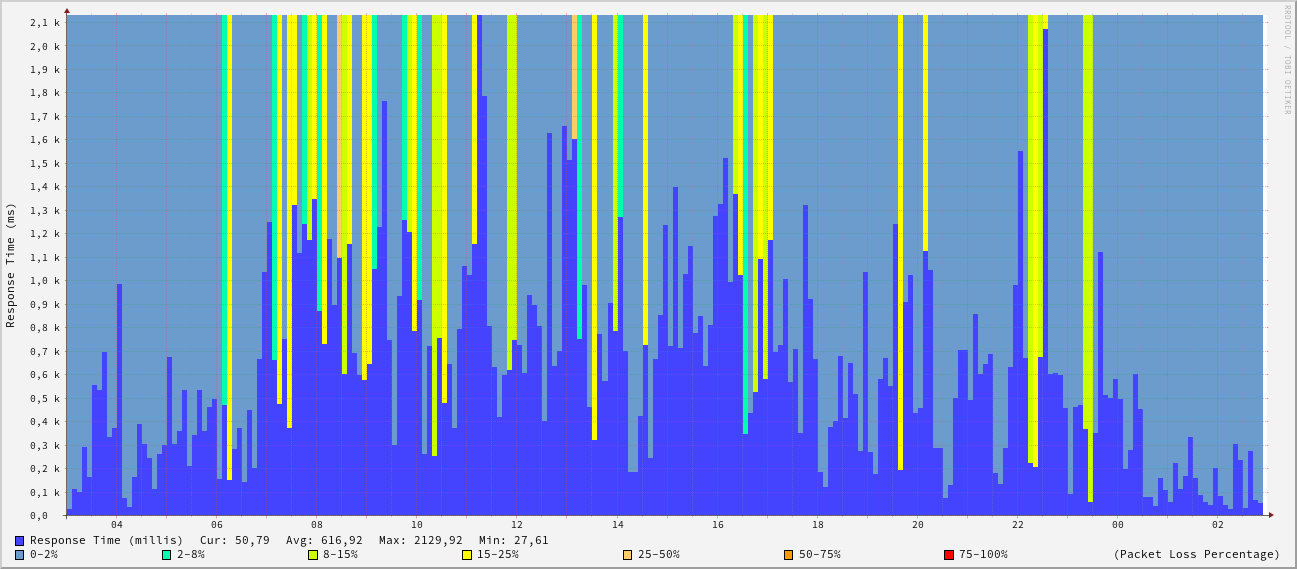 RRDTOOL / TOBI OETIKER
Response Time (ms)
2,1 k
2,0 k
1,9 k
1,8 k
1,7 k
1,6 k
1,5 k
1,4 k
1,3 k
1,2 k
1,1 k
1,0 k
0,9 k
0,8 k
0,7 k
0,6 k
0,5 k
0,4 k
0,3 k
0,2 k
0,1 k
0,0
04 06 08 10 12 14 16 18 20 22 00 02
Response Time (millis) Cur: 50,79 Avg: 616,92 Max: 2129,92 Min: 27,61
0-2% 2-8% 8-15% 15-25% 25-50% 50-75% 75-100% (Packet Loss Percentage)